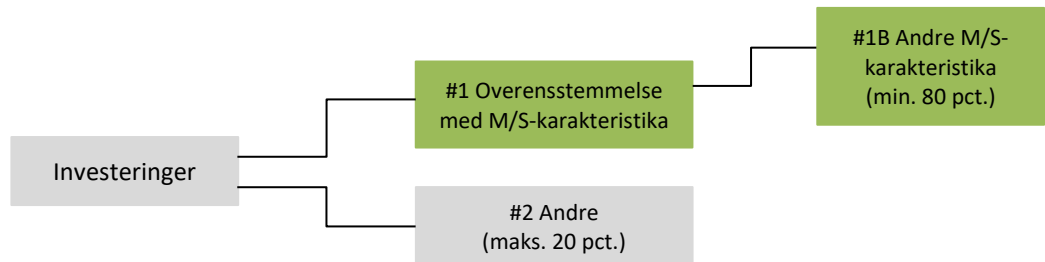 Investeringer
#1 Overensstemmelse
med M/S-karakteristika
#1B Andre M/S-
karakteristika
(min. 80 pct.)
#2 Andre
(maks. 20 pct.)